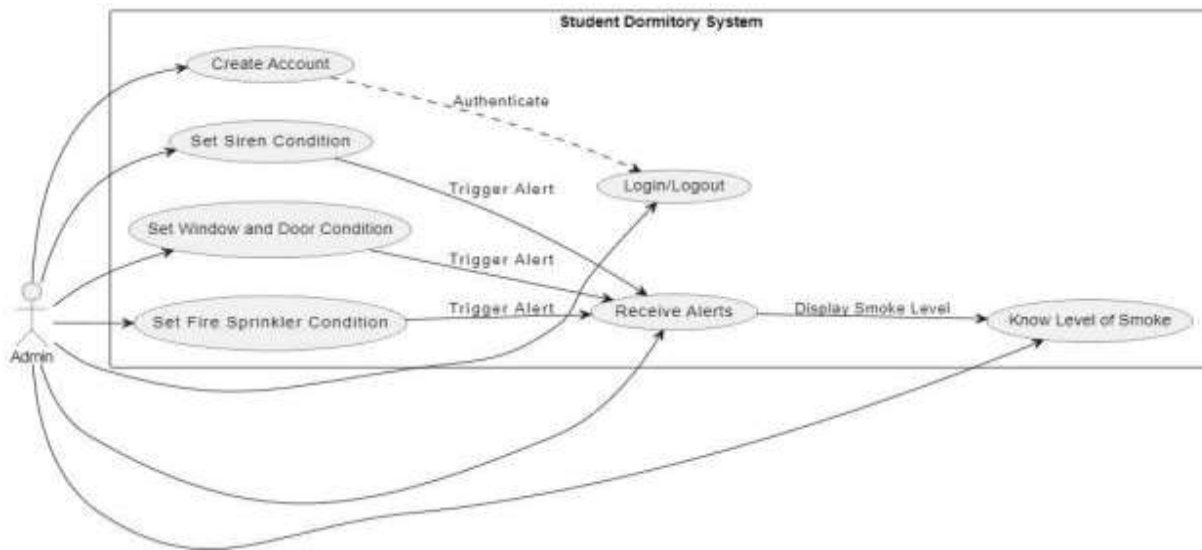 Student Dormitory System
Create Account
Authenticate
Set Siren Condition
Trigger Alert
Login/Logout
Set Window and Door Condition
Trigger Alert
Set Fire Sprinkler Condition
Trigger Alert
Receive Alerts
Display Smoke Level
Know Level of Smoke
Admin